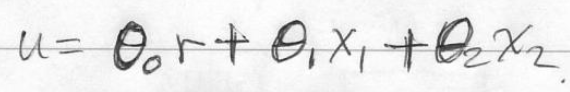 u = θ₀r + θ₁x₁ + θ₂x₂.